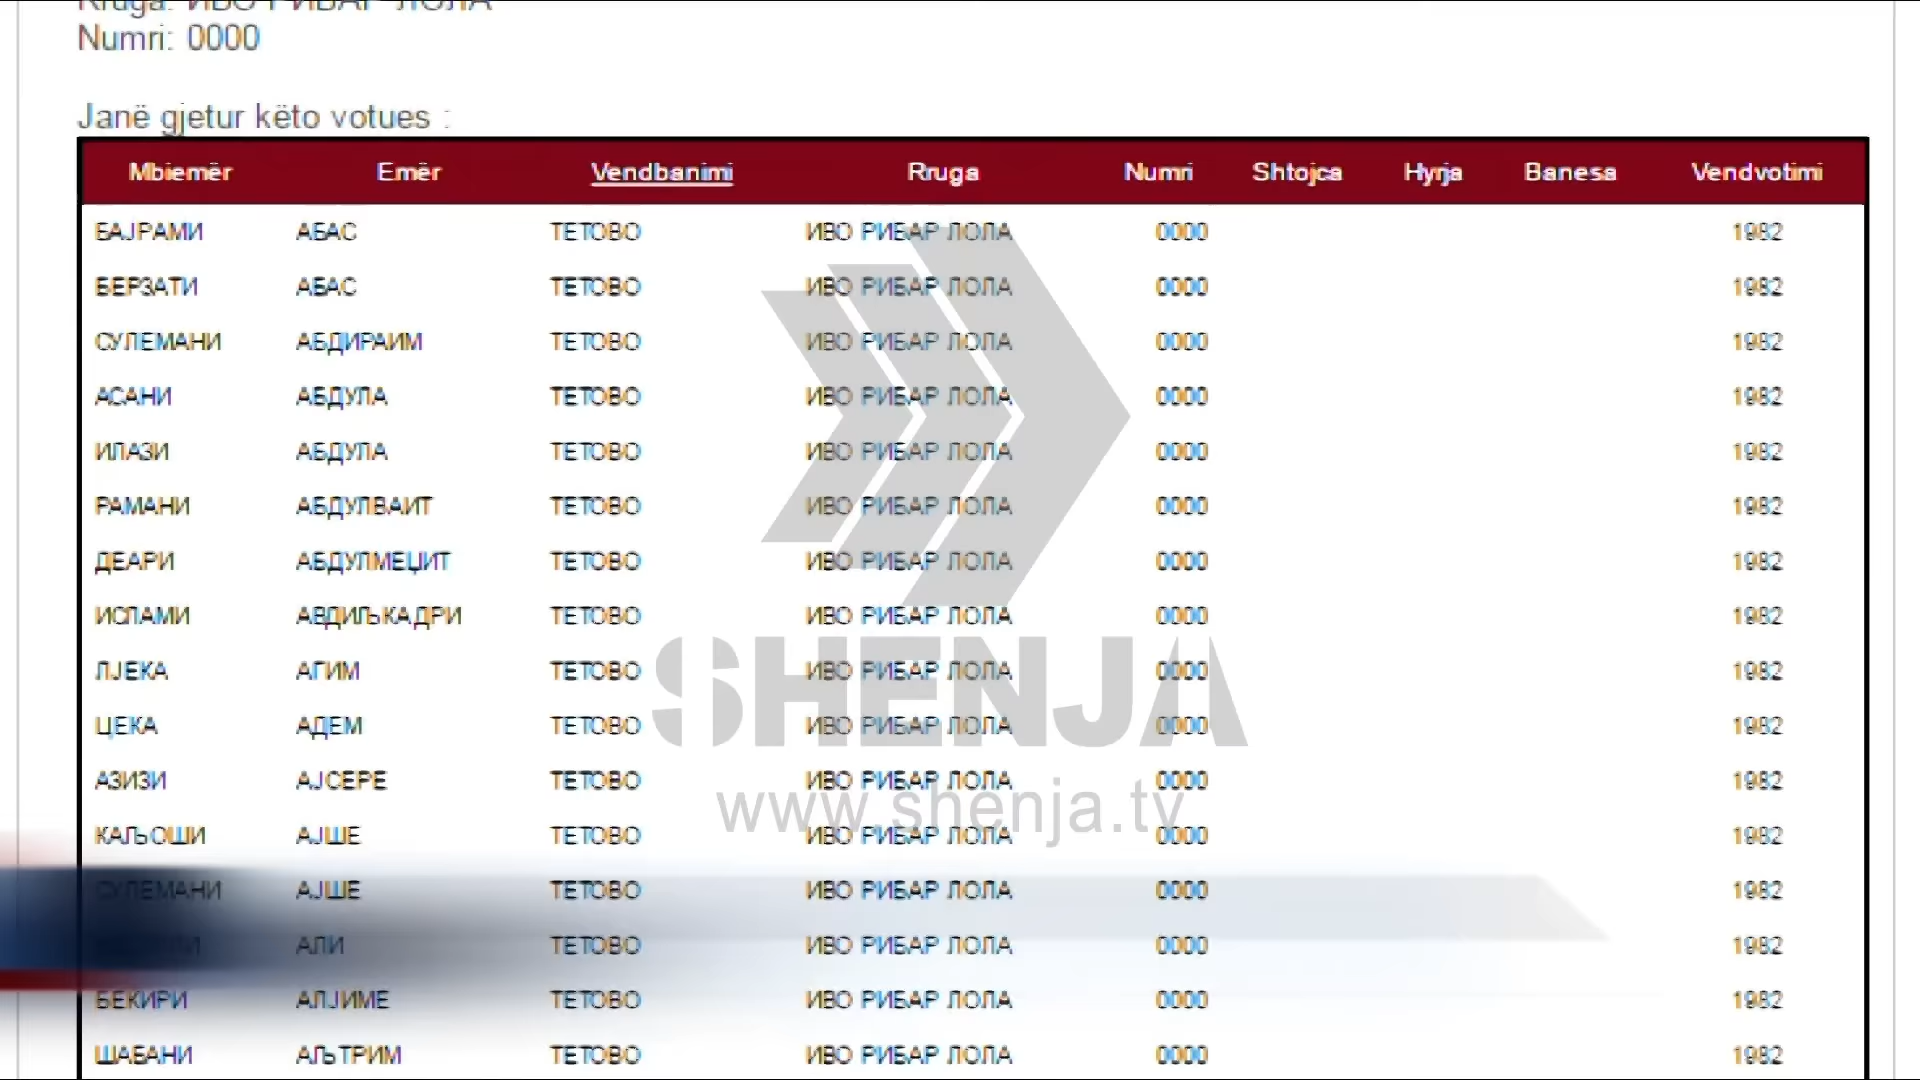 Rruga: ИВО РИБАР ЛОЛА
Numri: 0000
Janë gjetur këto votues :
Mbiemër Emër Vendbanimi Rruga Numri Shtojca Hyrja Banesa Vendvotimi
БАЈРАМИ АБАС ТЕТОВО ИВО РИБАР ЛОЛА 0000 1982
БЕРЗАТИ АБАС ТЕТОВО ИВО РИБАР ЛОЛА 0000 1982
СУЛЕМАНИ АБДИРАИМ ТЕТОВО ИВО РИБАР ЛОЛА 0000 1982
АСАНИ АБДУЛА ТЕТОВО ИВО РИБАР ЛОЛА 0000 1982
ИЛАЗИ АБДУЛА ТЕТОВО ИВО РИБАР ЛОЛА 0000 1982
РАМАНИ АБДУЛВАИТ ТЕТОВО ИВО РИБАР ЛОЛА 0000 1982
ДЕАРИ АБДУЛМЕЏИТ ТЕТОВО ИВО РИБАР ЛОЛА 0000 1982
ИСЛАМИ АВДИЉКАДРИ ТЕТОВО ИВО РИБАР ЛОЛА 0000 1982
ЛЈЕКА АГИМ ТЕТОВО ИВО РИБАР ЛОЛА 0000 1982
ЦЕКА АДЕМ ТЕТОВО ИВО РИБАР ЛОЛА 0000 1982
АЗИЗИ АЈСЕРЕ ТЕТОВО ИВО РИБАР ЛОЛА 0000 1982
КАЉОШИ АЈШЕ ТЕТОВО ИВО РИБАР ЛОЛА 0000 1982
СУЛЕМАНИ АЈШЕ ТЕТОВО ИВО РИБАР ЛОЛА 0000 1982
АЛИ ТЕТОВО ИВО РИБАР ЛОЛА 0000 1982
БЕКИРИ АЛЈИМЕ ТЕТОВО ИВО РИБАР ЛОЛА 0000 1982
ШАБАНИ АЉТРИМ ТЕТОВО ИВО РИБАР ЛОЛА 0000 1982
SHENJA
www.shenja.tv